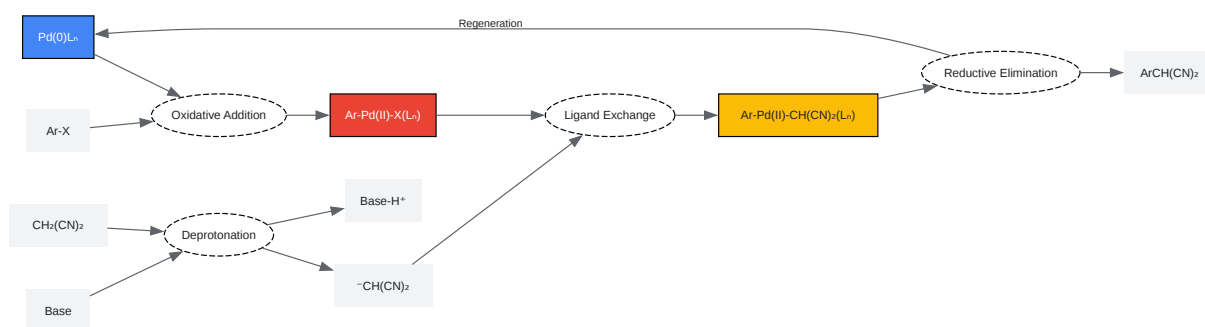 Regeneration
Pd(0)Lₙ
Reductive Elimination
ArCH(CN)₂
Ar-X
Oxidative Addition
Ar-Pd(II)-X(Lₙ)
Ligand Exchange
Ar-Pd(II)-CH(CN)₂(Lₙ)
CH₂(CN)₂
Deprotonation
Base-H⁺
Base
⁻CH(CN)₂